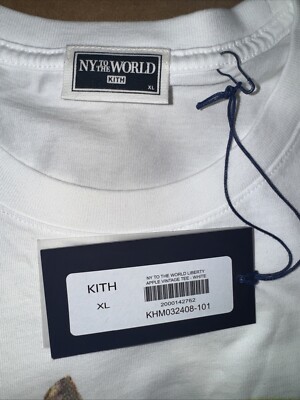 NY TO THE WORLD
KITH
XL
KITH
XL
NY TO THE WORLD LIBERTY
APPLE VINTAGE TEE - WHITE
2000142762
KHM032408-101